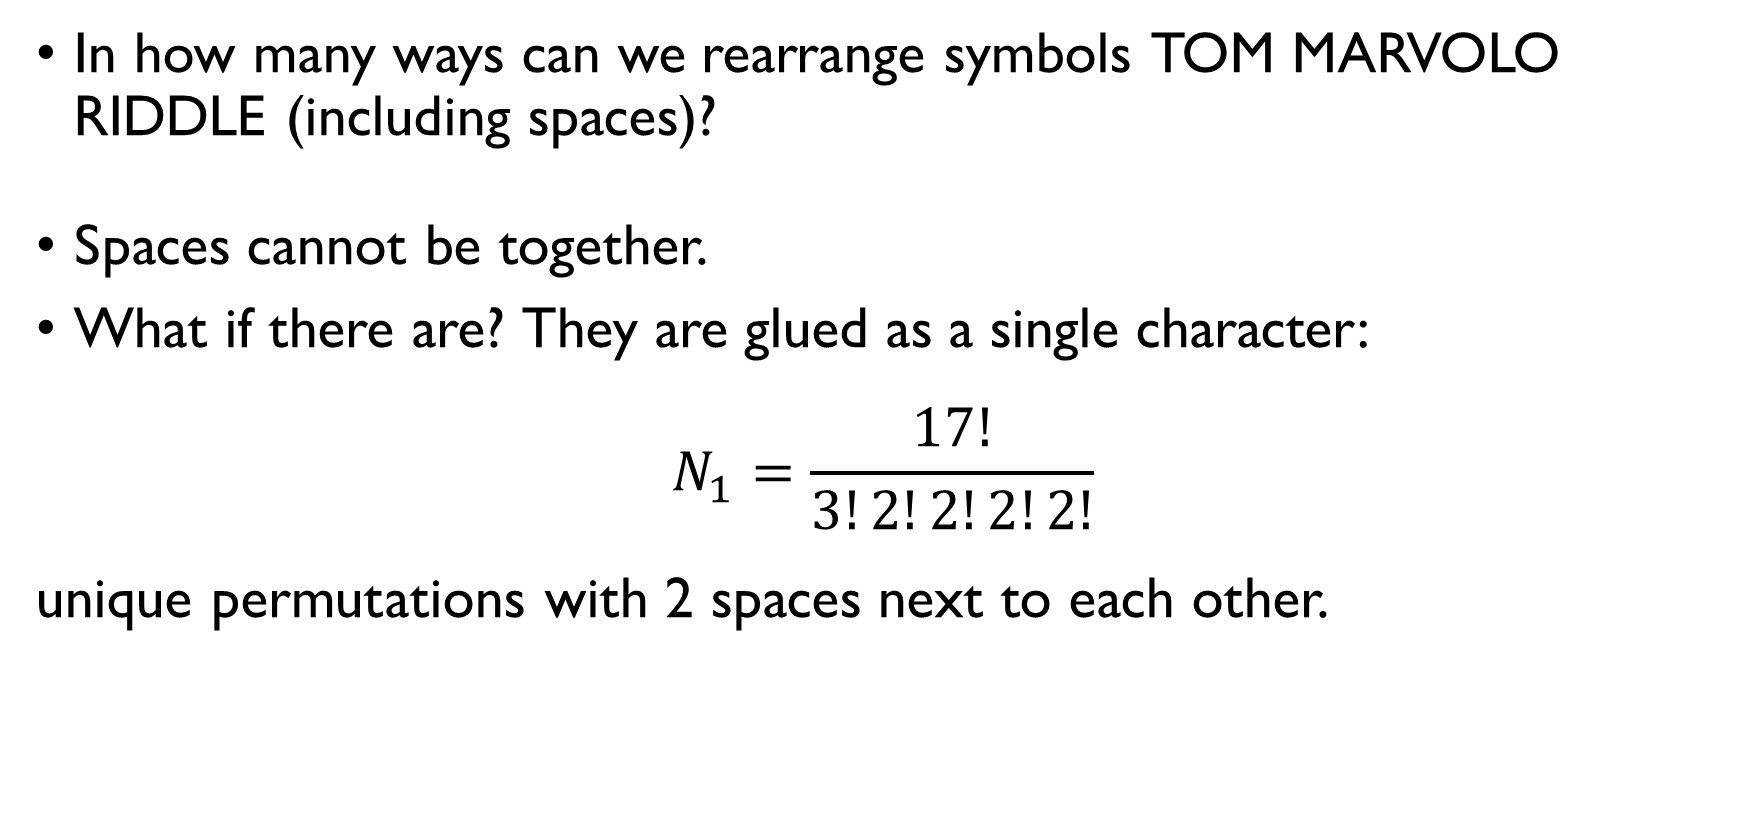 • In how many ways can we rearrange symbols TOM MARVOLO
RIDDLE (including spaces)?
• Spaces cannot be together.
• What if there are? They are glued as a single character:
N₁ = 17! / (3! 2! 2! 2! 2!)
unique permutations with 2 spaces next to each other.